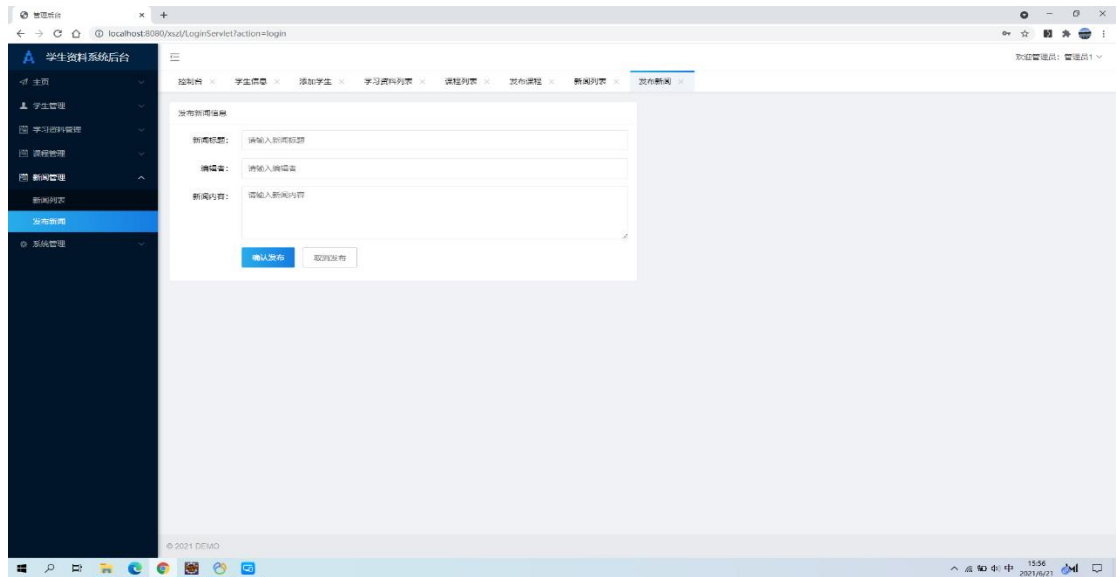 管理后台
localhost:8080/xszl/LoginServlet?action=login
学生资料系统后台
欢迎管理员：管理员1
主页
控制台
学生信息
添加学生
学习资料列表
课程列表
发布课程
新闻列表
发布新闻
学生管理
学习资料管理
课程管理
新闻管理
新闻列表
发布新闻
系统管理
发布新闻信息
新闻标题：
请输入新闻标题
编辑者：
请输入编辑者
新闻内容：
请输入新闻内容
确认发布
取消发布
© 2021 DEMO
中
15:56
2021/6/21